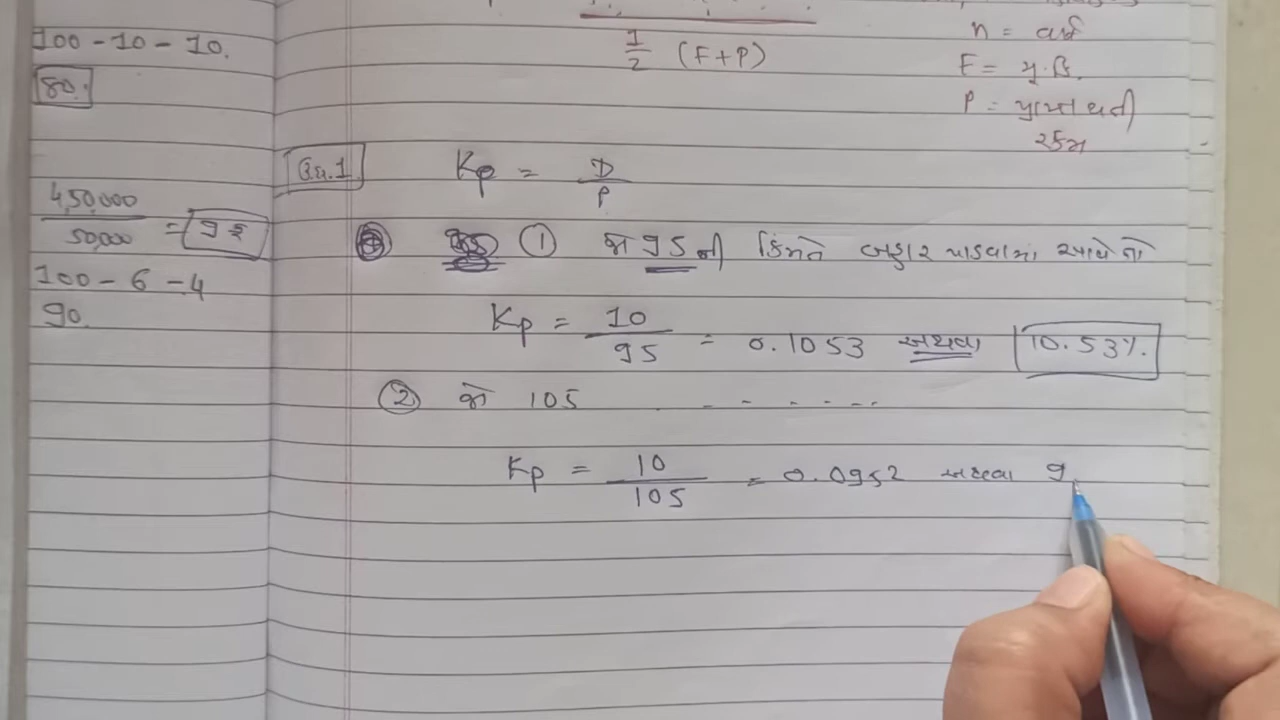 100 - 10 - 10.
80.
4,50,000
50,000
= 9 ₹
100 - 6 - 4
90.
1/2 (F+P)
n = વર્ષ
F = મૂ.કિ.
P =
રકમ
ઉદા.1
Kp = D/P
① જો 95 ની કિંમતે બહાર પાડવામાં આવે તો
Kp = 10/95 = 0.1053 અથવા 10.53%.
② જો 105 . - - - - - ..
Kp = 10/105 = 0.0952 અથવા 9.